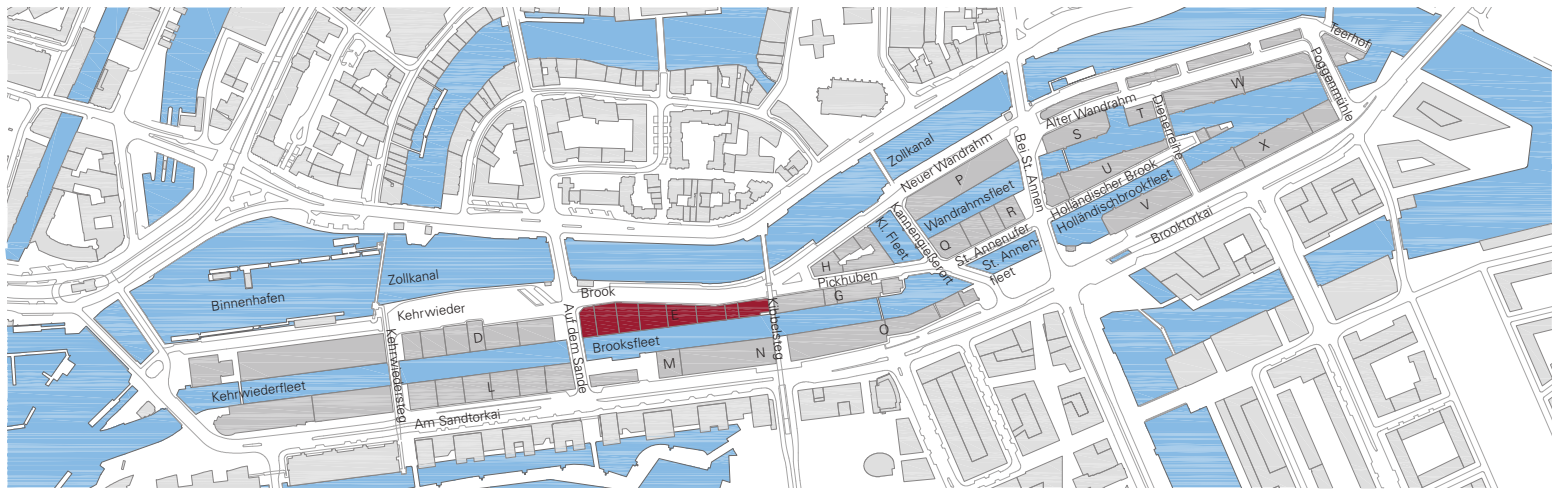 Teerhof
Poggenmühle
W
Alter Wandrahm
Dienerreihe
T
S
X
Zollkanal
Neuer Wandrahm
Bei St. Annen
U
Holländischer Brook
Holländischbrookfleet
V
P
Wandrahmsfleet
R
Brooktorkai
Kannengießerort
Kl. Fleet
Q
St. Annenufer
St. Annen-
fleet
H
Pickhuben
G
Zollkanal
Binnenhafen
Brook
Kehrwieder
Auf dem Sande
E
Kibbelsteg
O
D
Brooksfleet
M
N
Kehrwiedersteg
Kehrwiederfleet
L
Am Sandtorkai